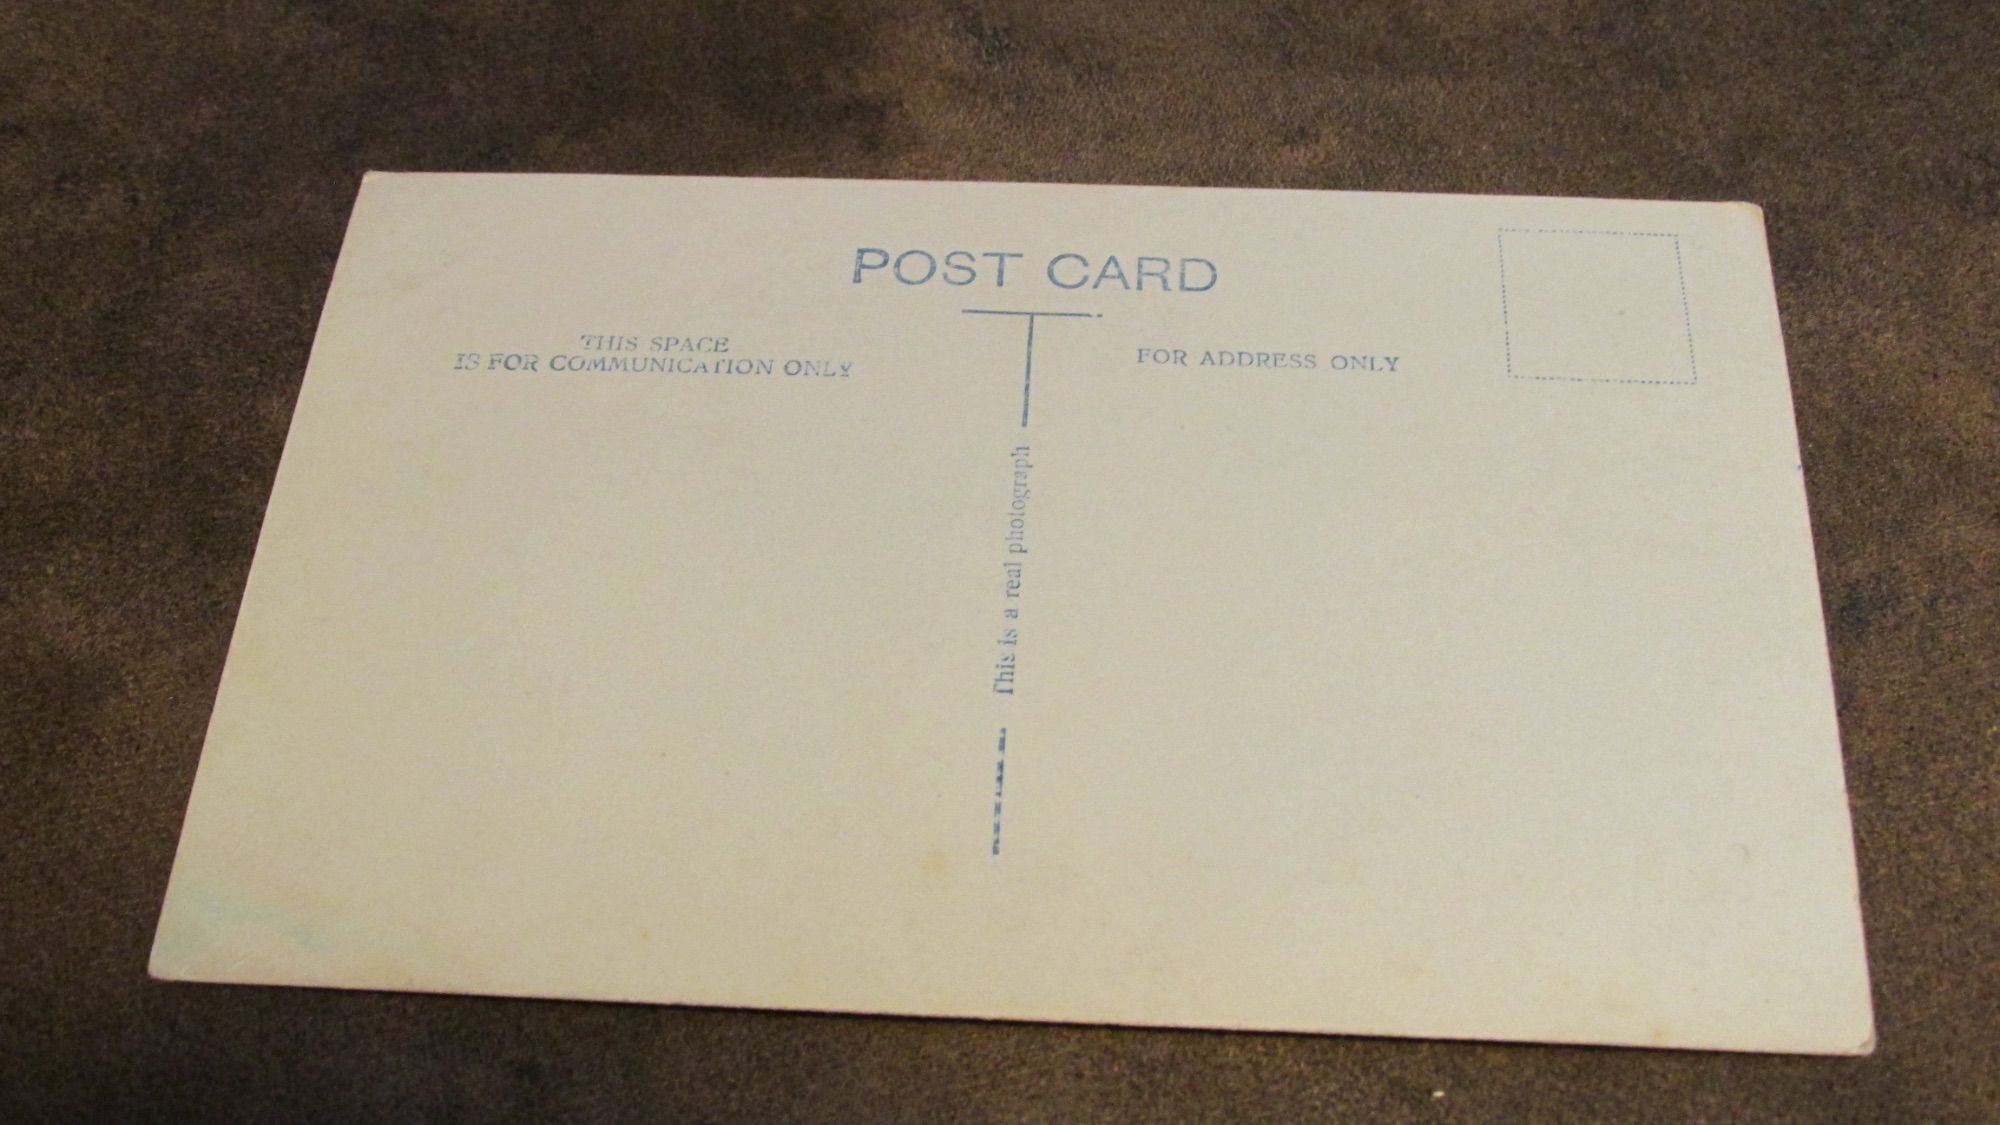 POST CARD
THIS SPACE
IS FOR COMMUNICATION ONLY
FOR ADDRESS ONLY
This is a real photograph